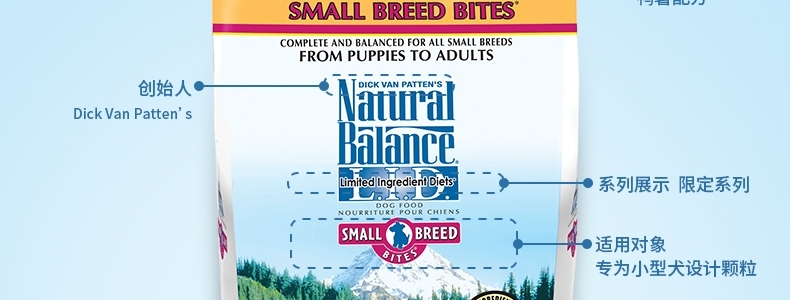 SMALL BREED BITES®
COMPLETE AND BALANCED FOR ALL SMALL BREEDS
FROM PUPPIES TO ADULTS
创始人
Dick Van Patten's
DICK VAN PATTEN'S
Natural
Balance®
L.I.D.
Limited Ingredient Diets®
系列展示 限定系列
DOG FOOD
NOURRITURE POUR CHIENS
SMALL BREED
BITES®
适用对象
专为小型犬设计颗粒